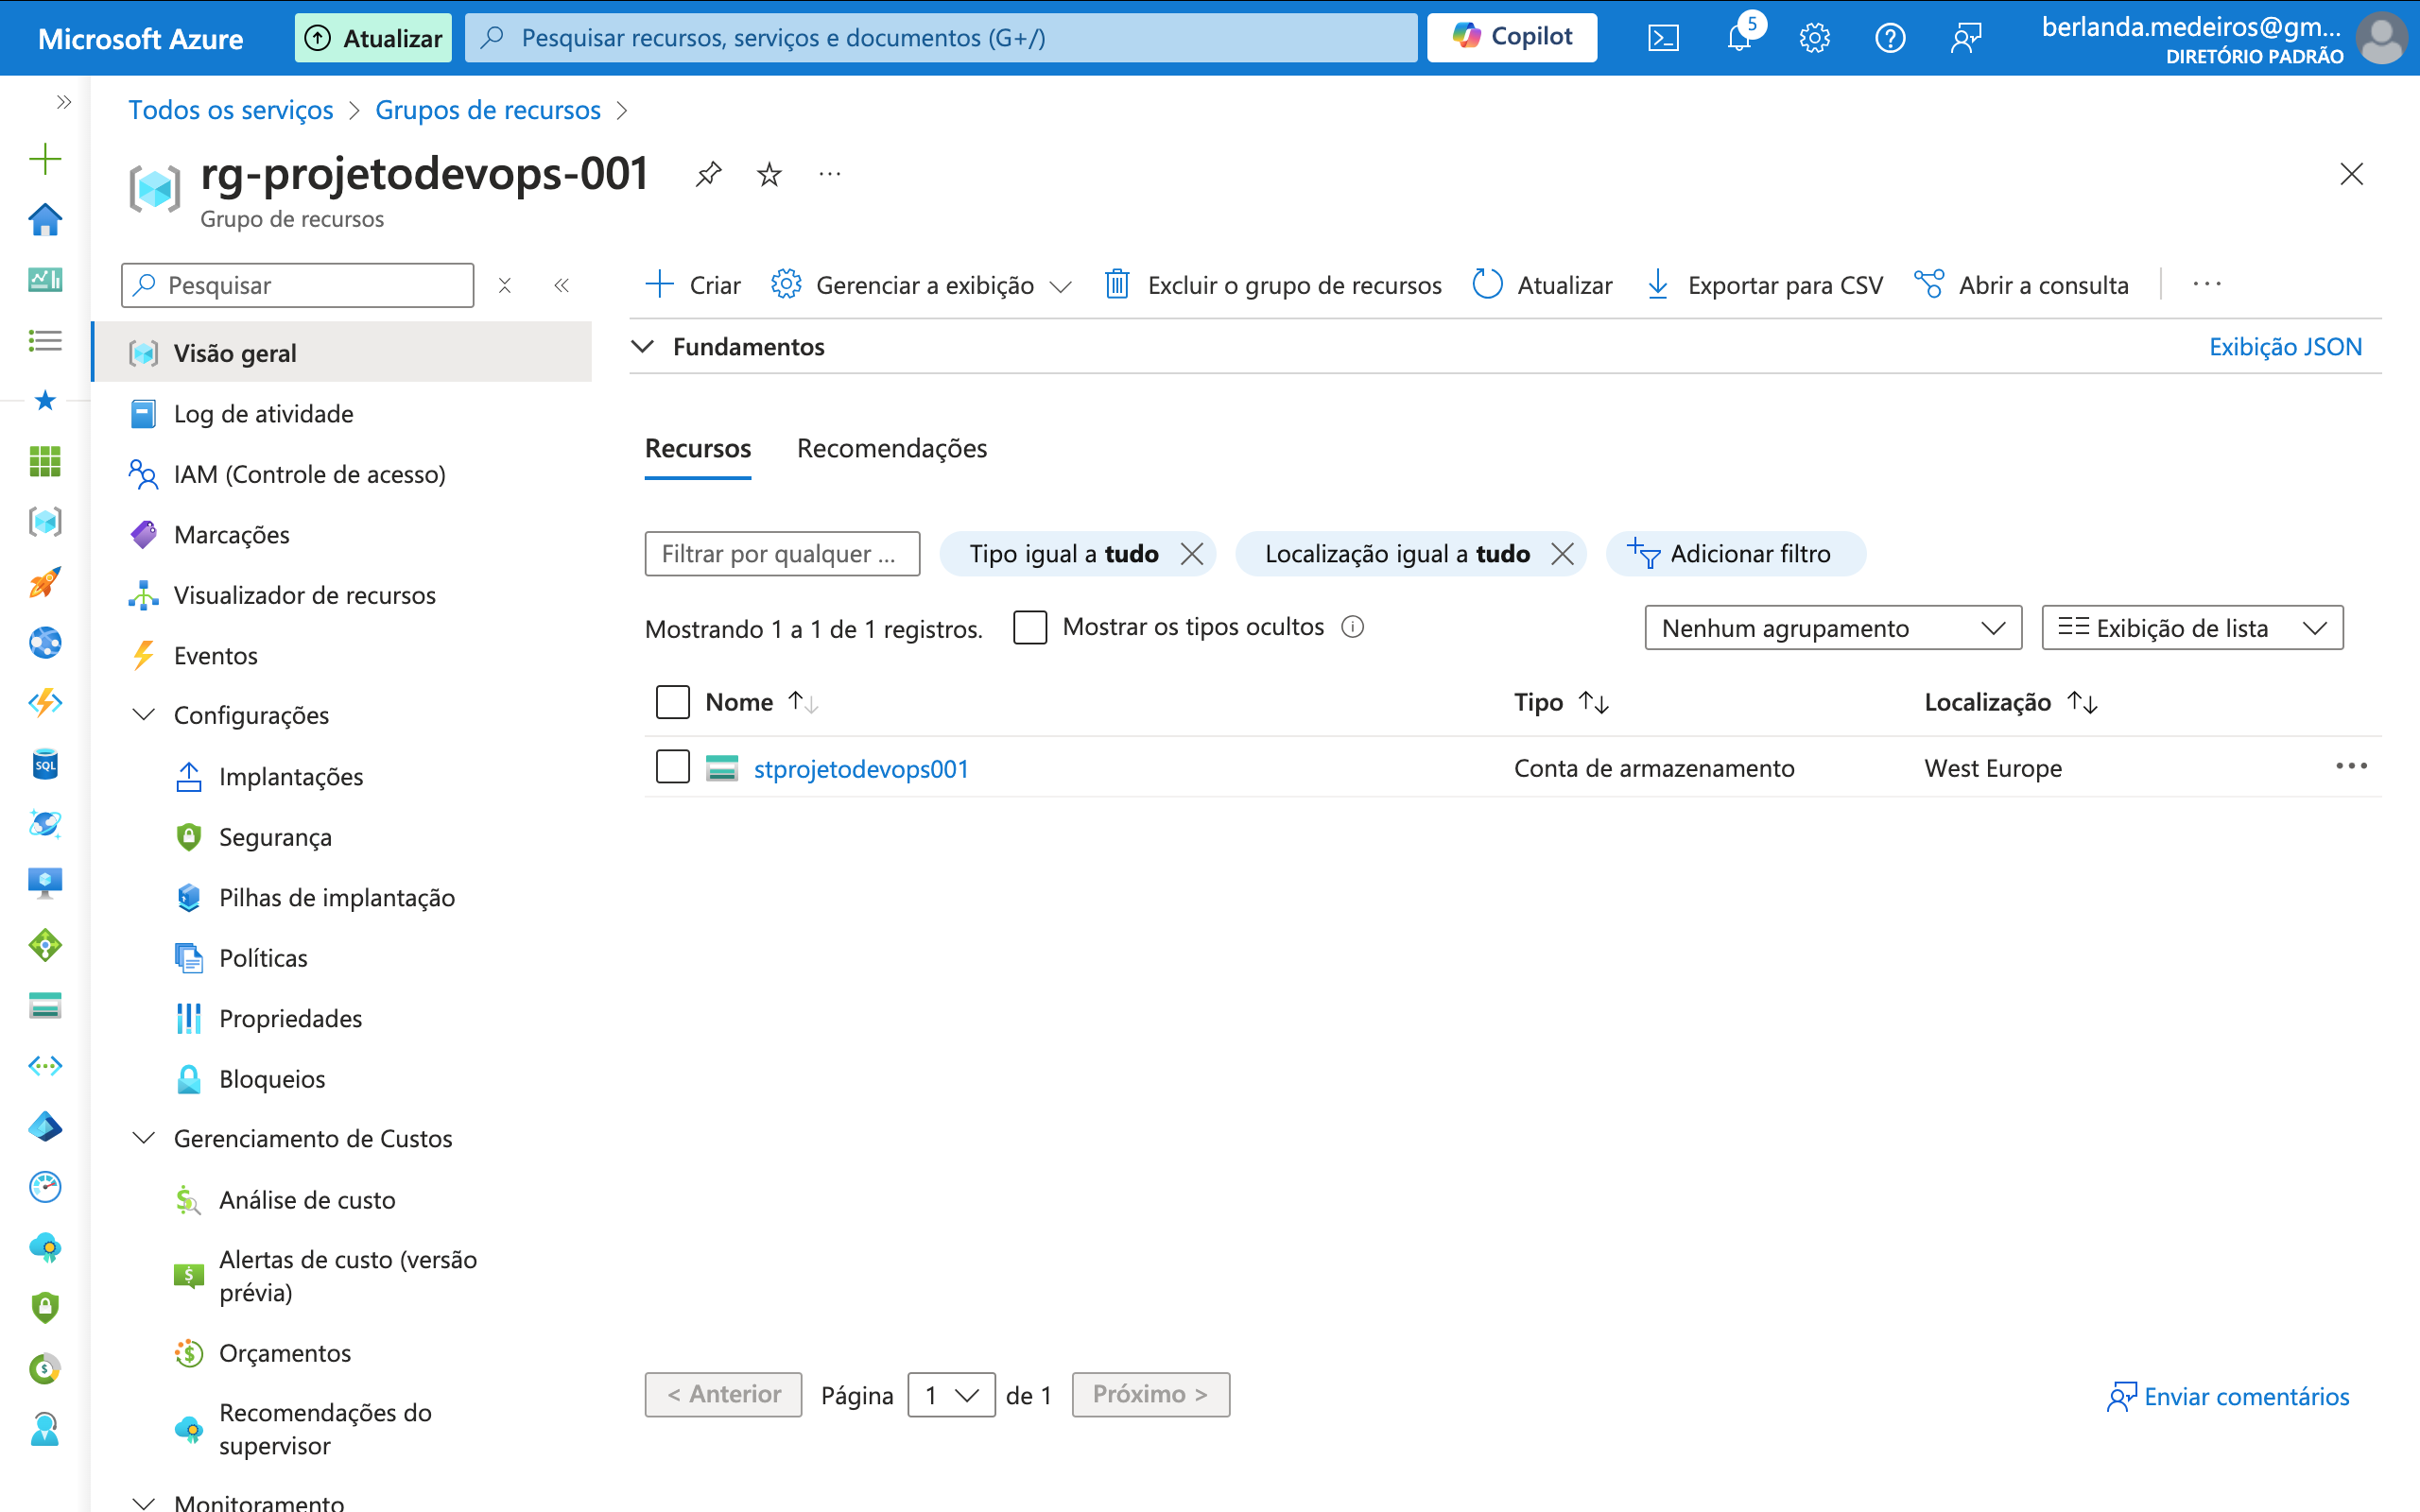 Microsoft Azure
Atualizar
Pesquisar recursos, serviços e documentos (G+/)
Copilot
5
berlanda.medeiros@gm...
DIRETÓRIO PADRÃO
Todos os serviços > Grupos de recursos >
rg-projetodevops-001
...
Grupo de recursos
Pesquisar
Visão geral
Log de atividade
IAM (Controle de acesso)
Marcações
Visualizador de recursos
Eventos
Configurações
Implantações
Segurança
Pilhas de implantação
Políticas
Propriedades
Bloqueios
Gerenciamento de Custos
Análise de custo
Alertas de custo (versão
prévia)
Orçamentos
Recomendações do
supervisor
Monitoramento
SQL
Criar
Gerenciar a exibição
Excluir o grupo de recursos
Atualizar
Exportar para CSV
Abrir a consulta
...
Fundamentos
Exibição JSON
Recursos
Recomendações
Filtrar por qualquer ...
Tipo igual a tudo
Localização igual a tudo
Adicionar filtro
Mostrando 1 a 1 de 1 registros.
Mostrar os tipos ocultos
Nenhum agrupamento
Exibição de lista
Nome
Tipo
Localização
stprojetodevops001
Conta de armazenamento
West Europe
...
< Anterior
Página 1 de 1
Próximo >
Enviar comentários